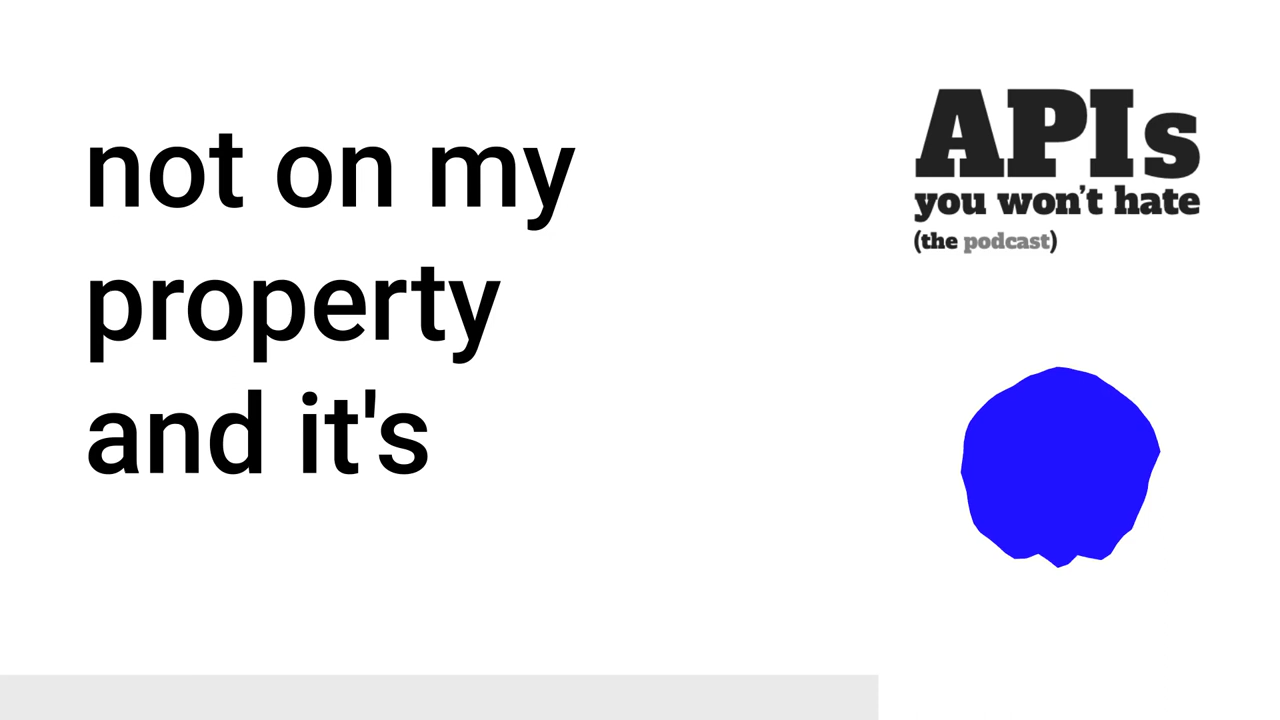 not on my
property
and it's
APIs
you won't hate
(the podcast)